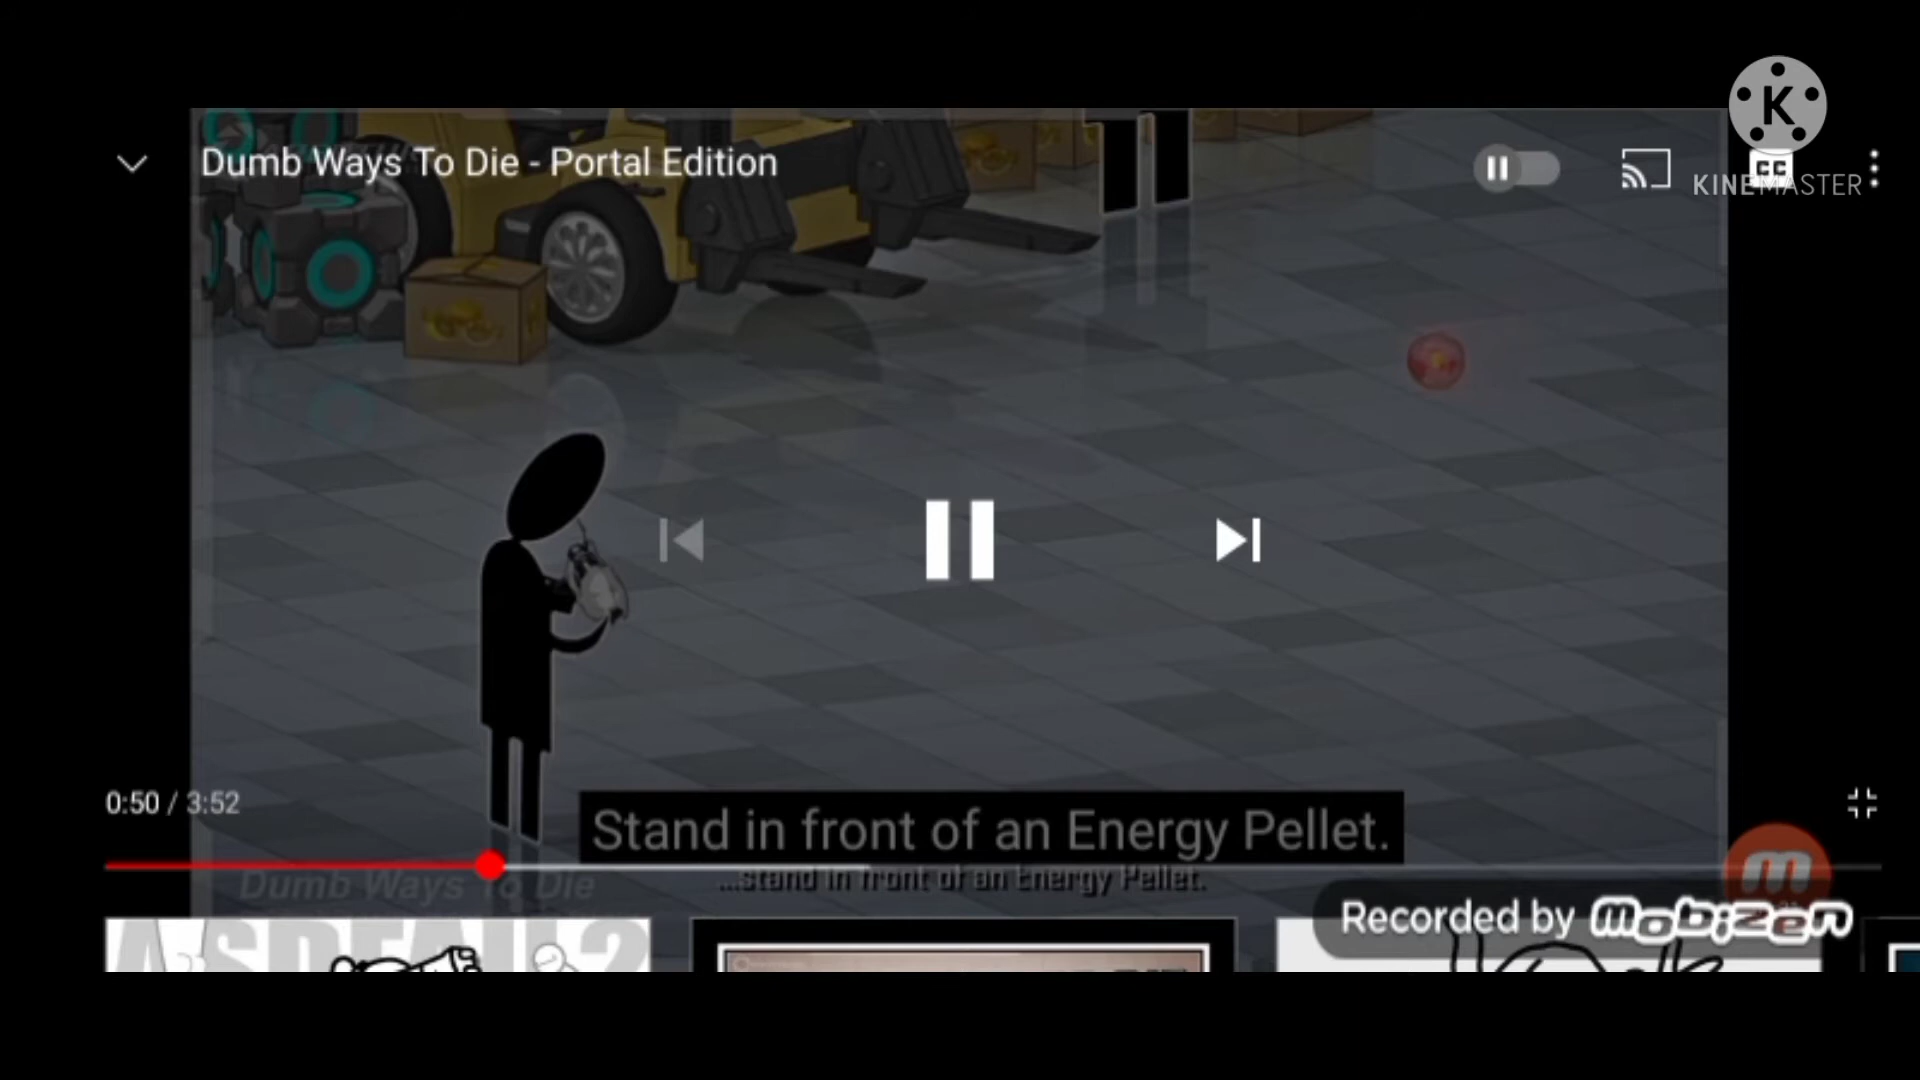 K
Dumb Ways To Die - Portal Edition
CC
KINEMASTER
0:50 / 3:52
Stand in front of an Energy Pellet.
Dumb Ways To Die
...stand in front of an Energy Pellet.
Recorded by mobizen